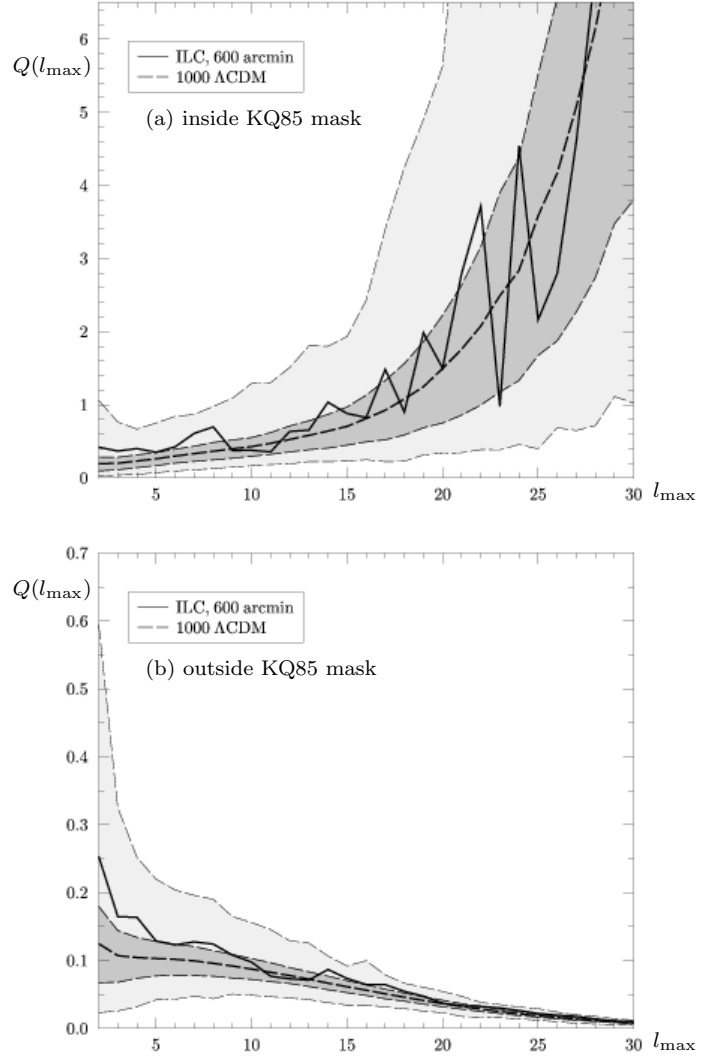 6
Q(l_max)
ILC, 600 arcmin
1000 ΛCDM
(a) inside KQ85 mask
5
4
3
2
1
0
5 10 15 20 25 30 l_max
0.7
Q(l_max)
ILC, 600 arcmin
0.6
1000 ΛCDM
(b) outside KQ85 mask
0.5
0.4
0.3
0.2
0.1
0.0
5 10 15 20 25 30 l_max